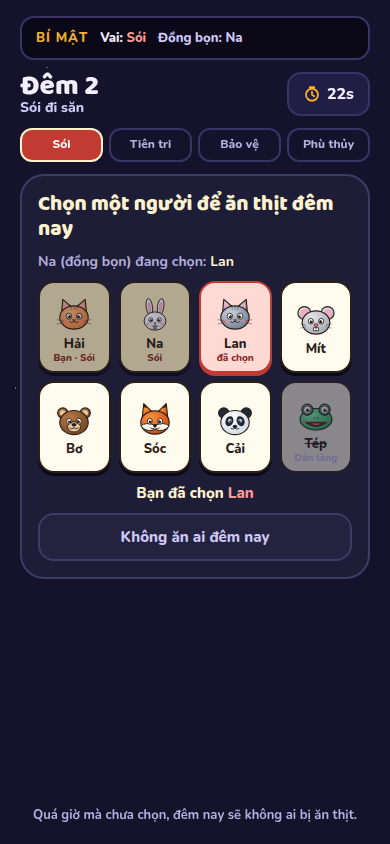 BÍ MẬT Vai: Sói Đồng bọn: Na
Đêm 2
Sói đi săn
22s
Sói Tiên tri Bảo vệ Phù thủy
Chọn một người để ăn thịt đêm
nay
Na (đồng bọn) đang chọn: Lan
Hải Na Lan Mít
Bạn · Sói Sói đã chọn
Bơ Sóc Cải Tép
Dân làng
Bạn đã chọn Lan
Không ăn ai đêm nay
Quá giờ mà chưa chọn, đêm nay sẽ không ai bị ăn thịt.